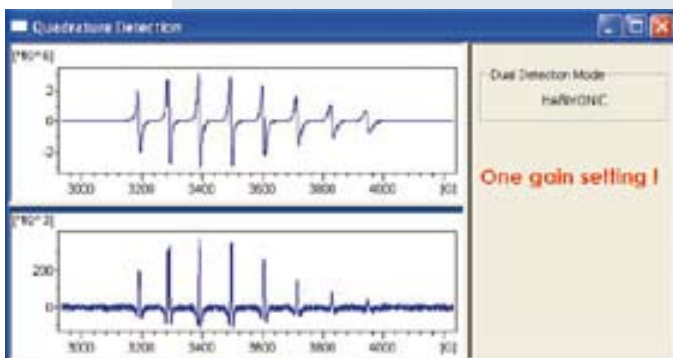 Quadrature Detection
[*10^6]
Dual Detection Mode
HARMONIC
2
0
-2
3000 3200 3400 3600 3800 4000 [G]
One gain setting !
[*10^3]
200
0
3000 3200 3400 3600 3800 4000 [G]